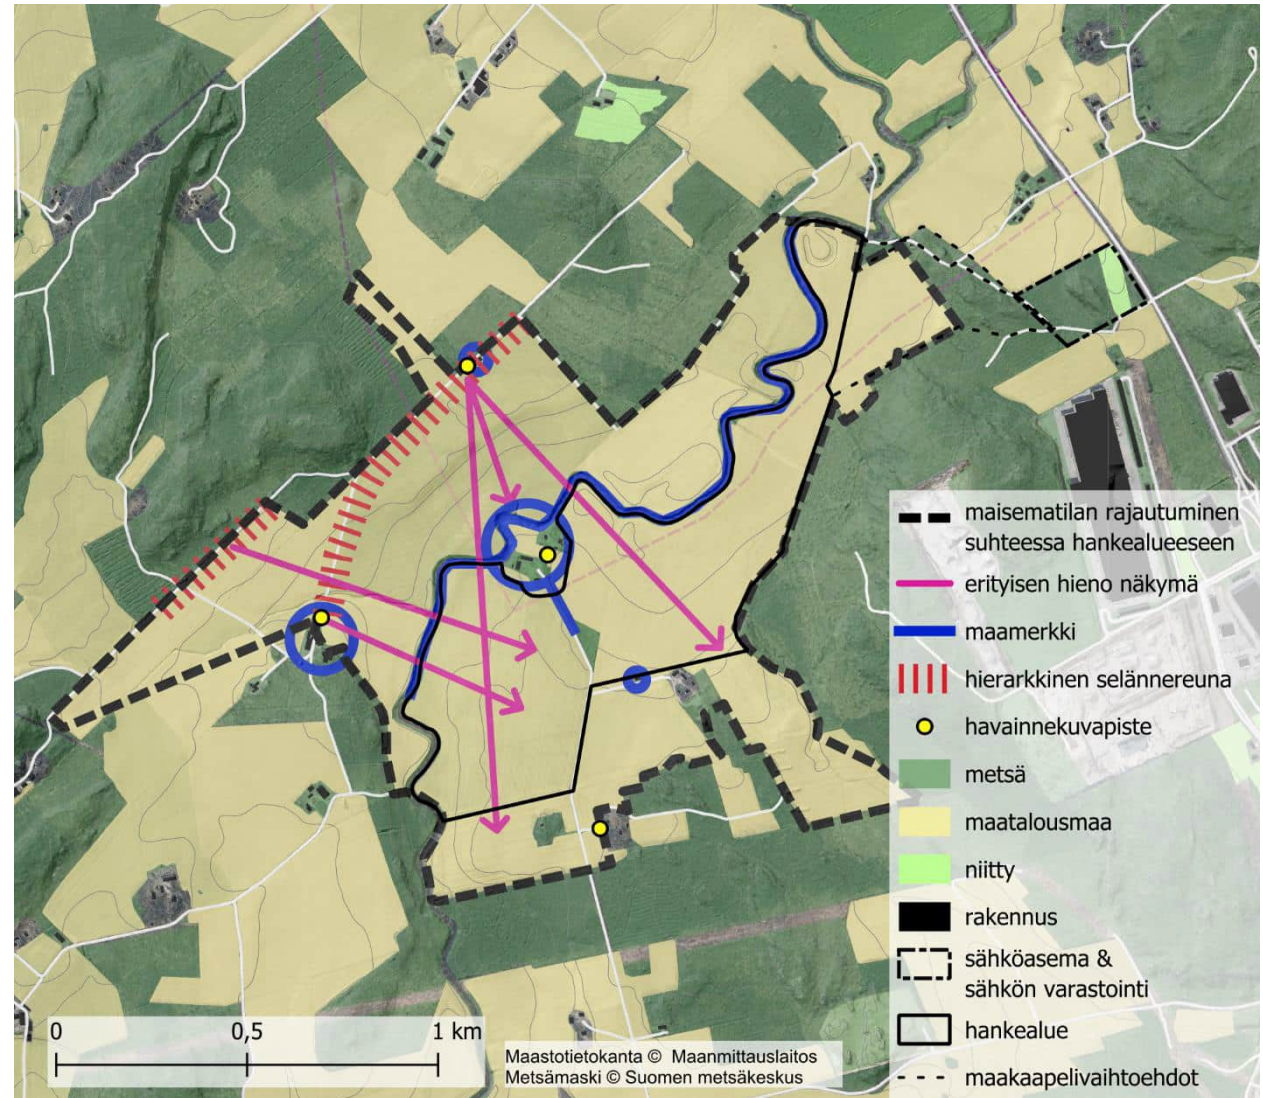 maisematilan rajautuminen
suhteessa hankealueeseen
erityisen hieno näkymä
maamerkki
hierarkkinen selännereuna
havainnekuvapiste
metsä
maatalousmaa
niitty
rakennus
sähköasema &
sähkön varastointi
hankealue
maakaapelivaihtoehdot
0 0,5 1 km
Maastotietokanta © Maanmittauslaitos
Metsämaski © Suomen metsäkeskus